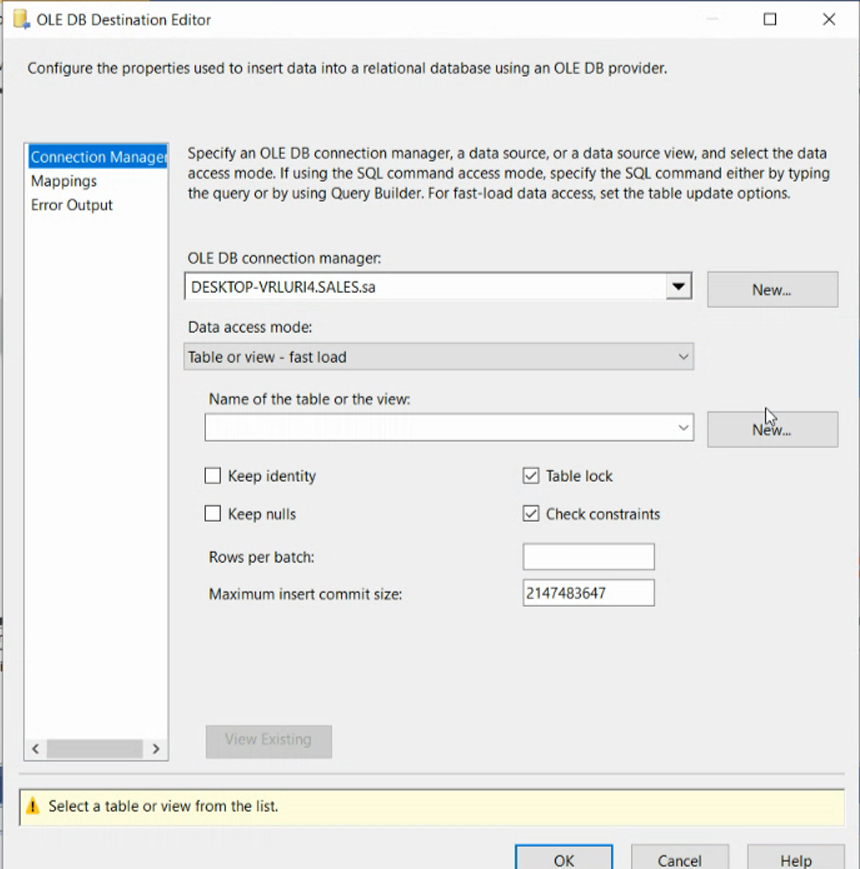 OLE DB Destination Editor
Configure the properties used to insert data into a relational database using an OLE DB provider.
Connection Manager
Mappings
Error Output
Specify an OLE DB connection manager, a data source, or a data source view, and select the data
access mode. If using the SQL command access mode, specify the SQL command either by typing
the query or by using Query Builder. For fast-load data access, set the table update options.
OLE DB connection manager:
DESKTOP-VRLURI4.SALES.sa
New...
Data access mode:
Table or view - fast load
Name of the table or the view:
New...
Keep identity
Table lock
Keep nulls
Check constraints
Rows per batch:
Maximum insert commit size:
2147483647
View Existing
Select a table or view from the list.
OK
Cancel
Help